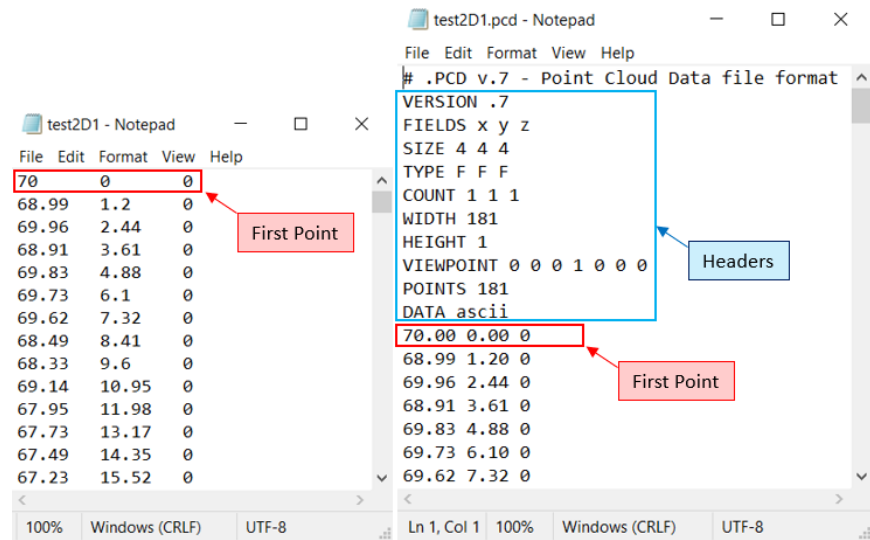 test2D1 - Notepad
File Edit Format View Help
70 0 0
68.99 1.2 0
69.96 2.44 0
68.91 3.61 0
69.83 4.88 0
69.73 6.1 0
69.62 7.32 0
68.49 8.41 0
68.33 9.6 0
69.14 10.95 0
67.95 11.98 0
67.73 13.17 0
67.49 14.35 0
67.23 15.52 0
First Point
100% Windows (CRLF) UTF-8
test2D1.pcd - Notepad
File Edit Format View Help
# .PCD v.7 - Point Cloud Data file format
VERSION .7
FIELDS x y z
SIZE 4 4 4
TYPE F F F
COUNT 1 1 1
WIDTH 181
HEIGHT 1
VIEWPOINT 0 0 0 1 0 0 0
POINTS 181
DATA ascii
Headers
70.00 0.00 0
68.99 1.20 0
69.96 2.44 0
68.91 3.61 0
69.83 4.88 0
69.73 6.10 0
69.62 7.32 0
First Point
Ln 1, Col 1 100% Windows (CRLF) UTF-8